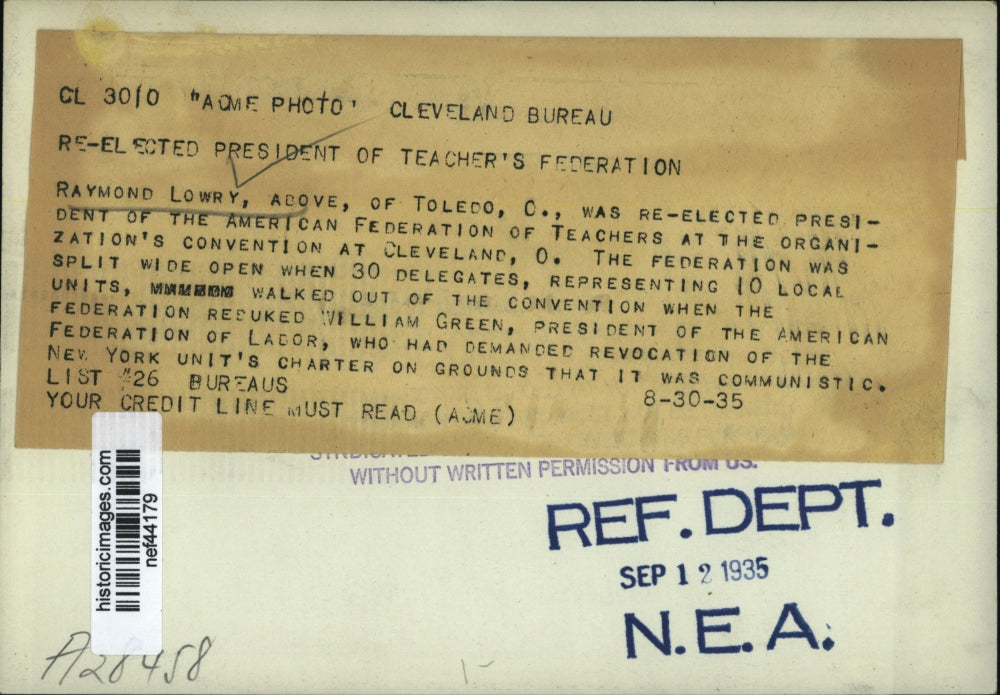 CL 3010 "ACME PHOTO' CLEVELAND BUREAU
RE-ELECTED PRESIDENT OF TEACHER'S FEDERATION
RAYMOND LOWRY, ABOVE, OF TOLEDO, O., WAS RE-ELECTED PRESI-
DENT OF THE AMERICAN FEDERATION OF TEACHERS AT THE ORGANI-
ZATION'S CONVENTION AT CLEVELAND, O. THE FEDERATION WAS
SPLIT WIDE OPEN WHEN 30 DELEGATES, REPRESENTING 10 LOCAL
UNITS, WALKED OUT OF THE CONVENTION WHEN THE
FEDERATION REBUKED WILLIAM GREEN, PRESIDENT OF THE AMERICAN
FEDERATION OF LABOR, WHO HAD DEMANDED REVOCATION OF THE
NEW YORK UNIT'S CHARTER ON GROUNDS THAT IT WAS COMMUNISTIC.
LIST #26 BUREAUS 8-30-35
YOUR CREDIT LINE MUST READ (ACME)
WITHOUT WRITTEN PERMISSION FROM US.
REF. DEPT.
SEP 12 1935
N.E.A.
historicimages.com
nef44179
A28458